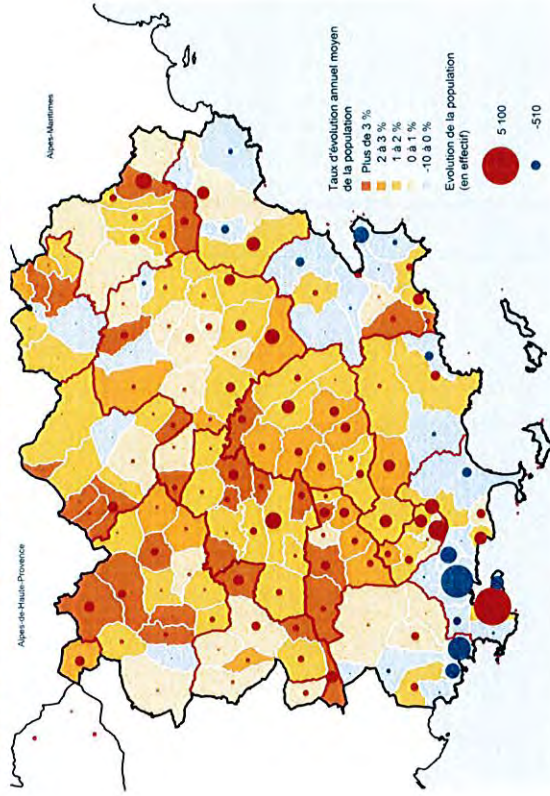 Alpes-de-Haute-Provence
Alpes-Maritimes
Taux d'évolution annuel moyen
de la population
Plus de 3 %
2 à 3 %
1 à 2 %
0 à 1 %
-10 à 0 %
Evolution de la population
(en effectif)
5 100
-510